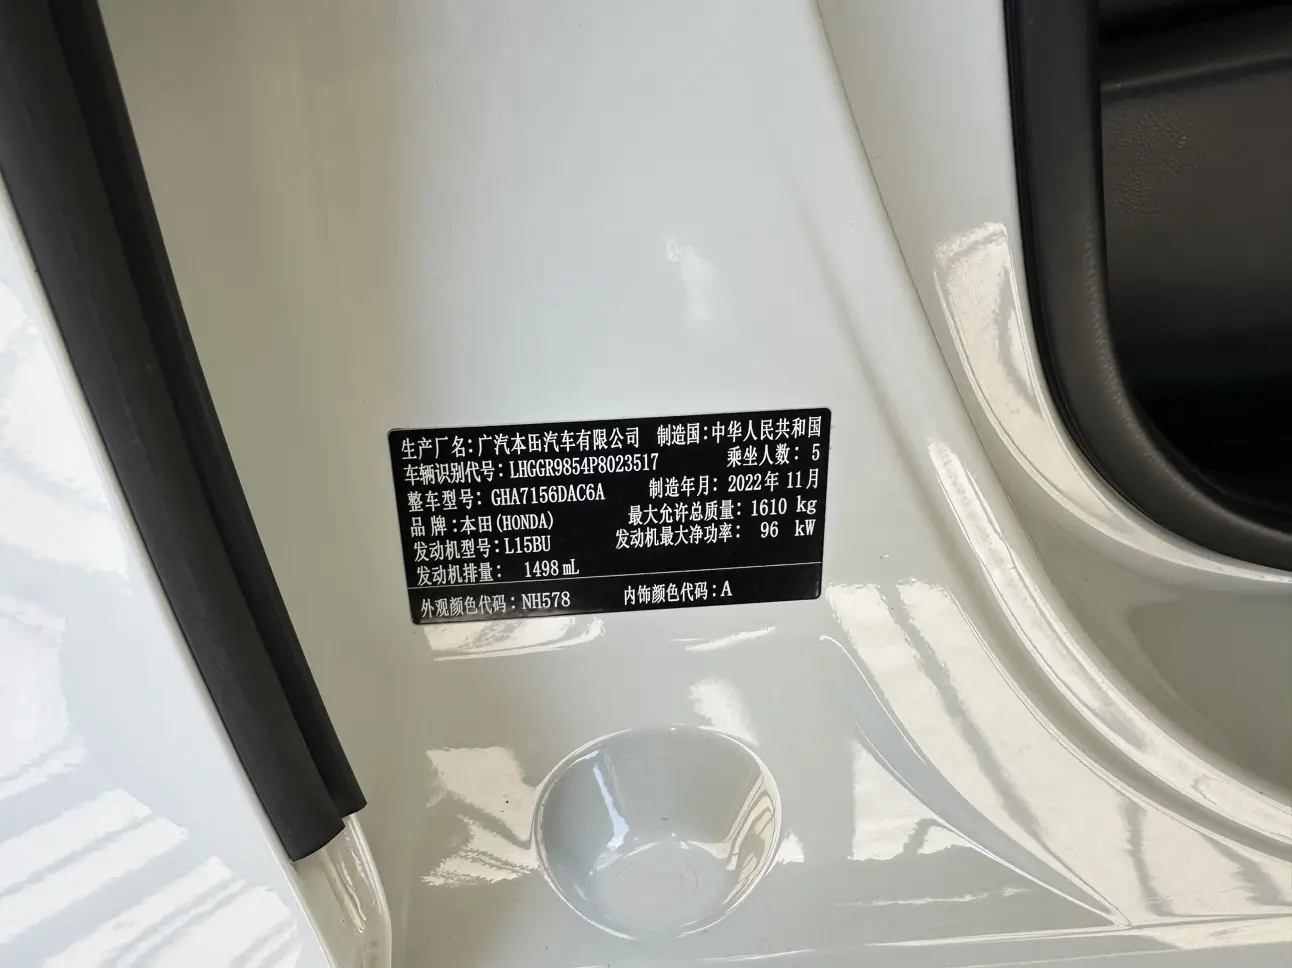 生产厂名：广汽本田汽车有限公司 制造国：中华人民共和国
车辆识别代号：LHGGR9854P8023517 乘坐人数：5
整车型号：GHA7156DAC6A 制造年月：2022年11月
品牌：本田(HONDA) 最大允许总质量：1610 kg
发动机型号：L15BU 发动机最大净功率：96 kW
发动机排量：1498 mL
外观颜色代码：NH578 内饰颜色代码：A